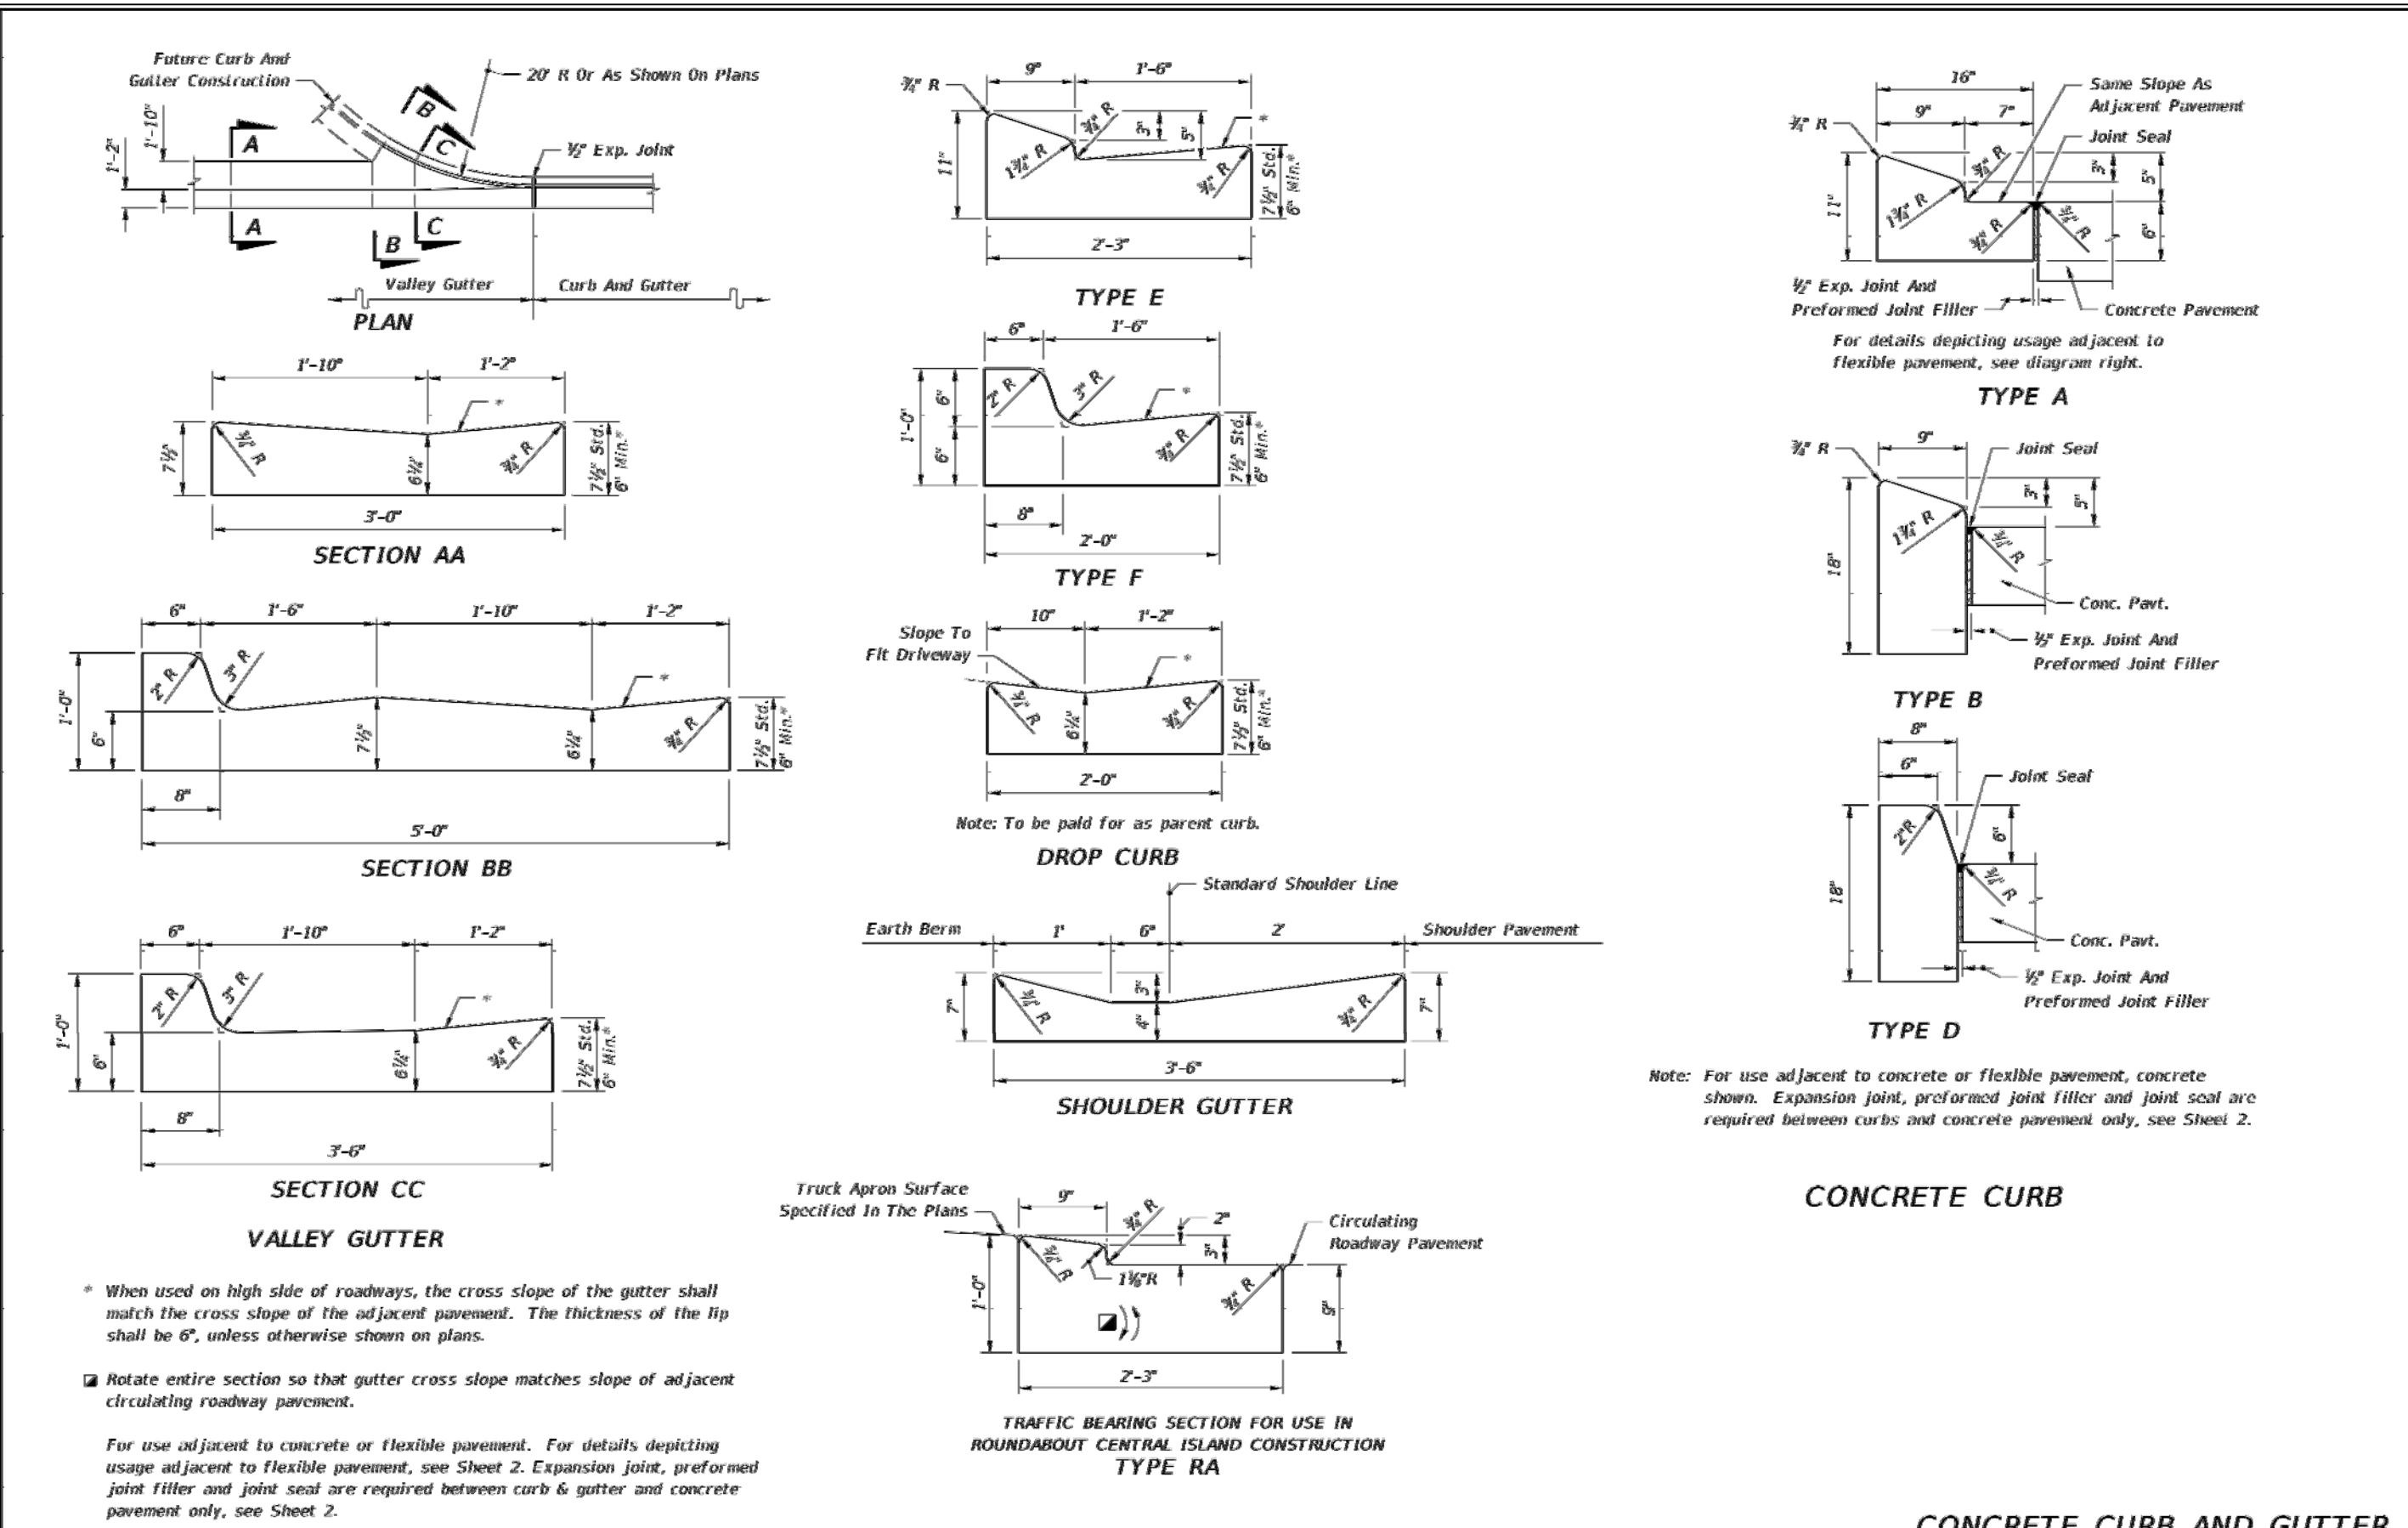 Future Curb And
Gutter Construction
20' R Or As Shown On Plans
1'-10"
1'-2"
A
B
C
½" Exp. Joint
A
B
C
Valley Gutter
Curb And Gutter
PLAN
1'-10"
1'-2"
*
7½"
¾" R
6¼"
¾" R
7½" Std.
6" Min.*
3'-0"
SECTION AA
6"
1'-6"
1'-10"
1'-2"
1'-0"
6"
2" R
3" R
7½"
6¼"
*
¾" R
7½" Std.
6" Min.*
8"
5'-0"
SECTION BB
6"
1'-10"
1'-2"
1'-0"
6"
2" R
3" R
6¼"
*
¾" R
7½" Std.
6" Min.*
8"
3'-6"
SECTION CC
VALLEY GUTTER
* When used on high side of roadways, the cross slope of the gutter shall
match the cross slope of the adjacent pavement. The thickness of the lip
shall be 6", unless otherwise shown on plans.
Rotate entire section so that gutter cross slope matches slope of adjacent
circulating roadway pavement.
For use adjacent to concrete or flexible pavement. For details depicting
usage adjacent to flexible pavement, see Sheet 2. Expansion joint, preformed
joint filler and joint seal are required between curb & gutter and concrete
pavement only, see Sheet 2.
9"
1'-6"
¾" R
¾" R
3"
5"
*
11"
1¾" R
¾" R
7½" Std.
6" Min.*
2'-3"
TYPE E
6"
1'-6"
1'-0"
6"
6"
2" R
3" R
*
¾" R
7½" Std.
6" Min.*
8"
2'-0"
TYPE F
10"
1'-2"
Slope To
Fit Driveway
*
¾" R
6¼"
¾" R
7½" Std.
6" Min.*
2'-0"
Note: To be paid for as parent curb.
DROP CURB
Standard Shoulder Line
Earth Berm
1'
6"
2'
Shoulder Pavement
7"
¾" R
3"
4"
¾" R
7"
3'-6"
SHOULDER GUTTER
Truck Apron Surface
Specified In The Plans
9"
¾" R
2"
3"
Circulating
Roadway Pavement
1'-0"
¾" R
¾" R
9"
2'-3"
TRAFFIC BEARING SECTION FOR USE IN
ROUNDABOUT CENTRAL ISLAND CONSTRUCTION
TYPE RA
16"
9"
7"
Same Slope As
Adjacent Pavement
¾" R
Joint Seal
¾" R
3"
5"
11"
1¾" R
¾" R
¾" R
6"
½" Exp. Joint And
Preformed Joint Filler
Concrete Pavement
For details depicting usage adjacent to
flexible pavement, see diagram right.
TYPE A
9"
¾" R
Joint Seal
3"
5"
18"
1¾" R
¾" R
Conc. Pavt.
½" Exp. Joint And
Preformed Joint Filler
TYPE B
8"
6"
Joint Seal
2"R
6"
18"
¾" R
Conc. Pavt.
½" Exp. Joint And
Preformed Joint Filler
TYPE D
Note: For use adjacent to concrete or flexible pavement, concrete
shown. Expansion joint, preformed joint filler and joint seal are
required between curbs and concrete pavement only, see Sheet 2.
CONCRETE CURB
CONCRETE CURB AND GUTTER